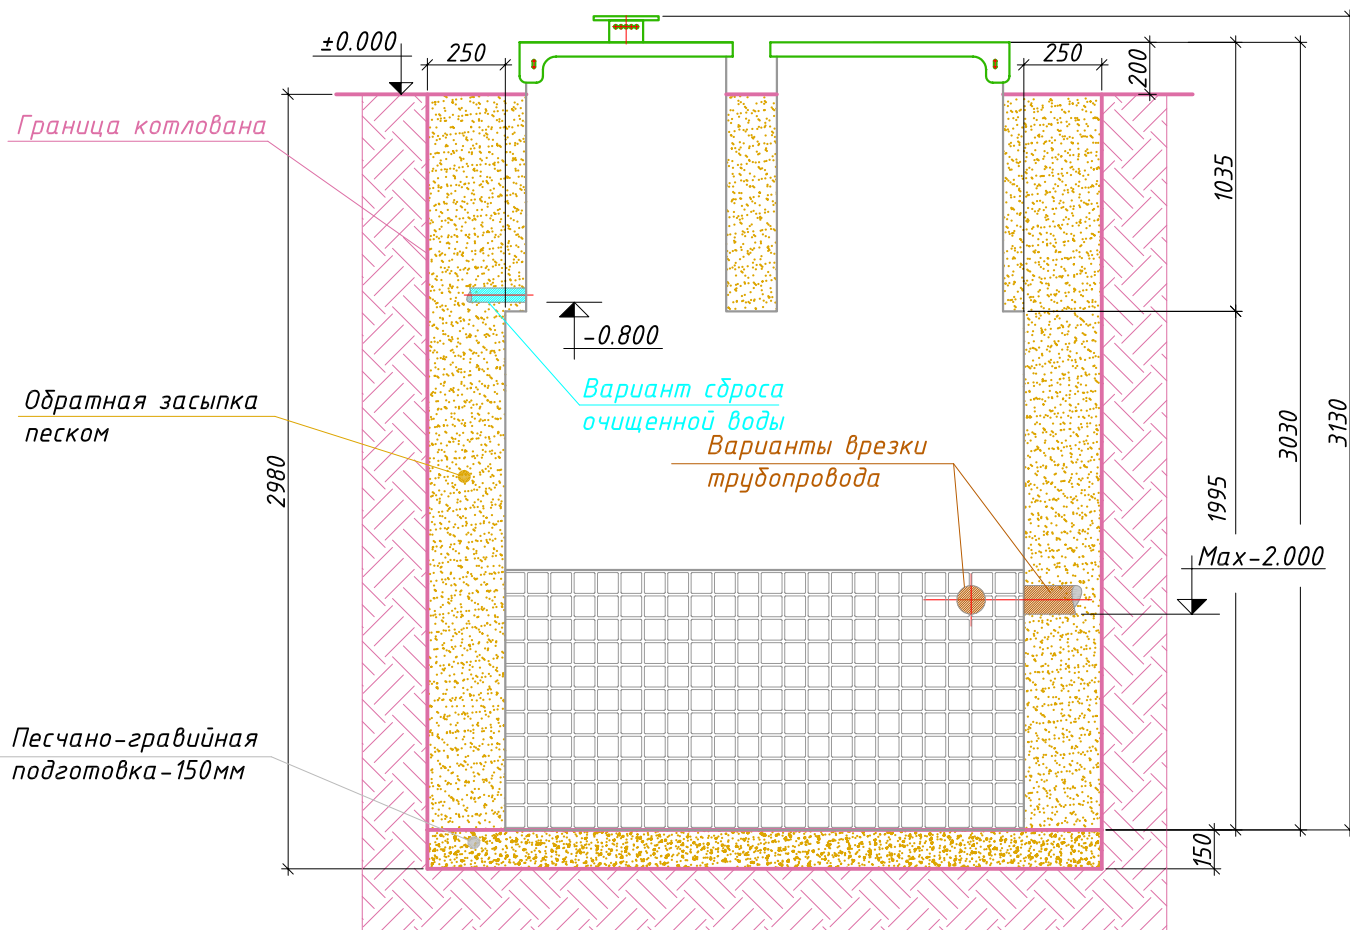 ±0.000
250
250
200
Граница котлована
1035
3030
3130
-0.800
Вариант сброса
очищенной воды
Обратная засыпка
песком
Варианты врезки
трубопровода
2980
1995
Max-2.000
Песчано-гравийная
подготовка-150мм
150